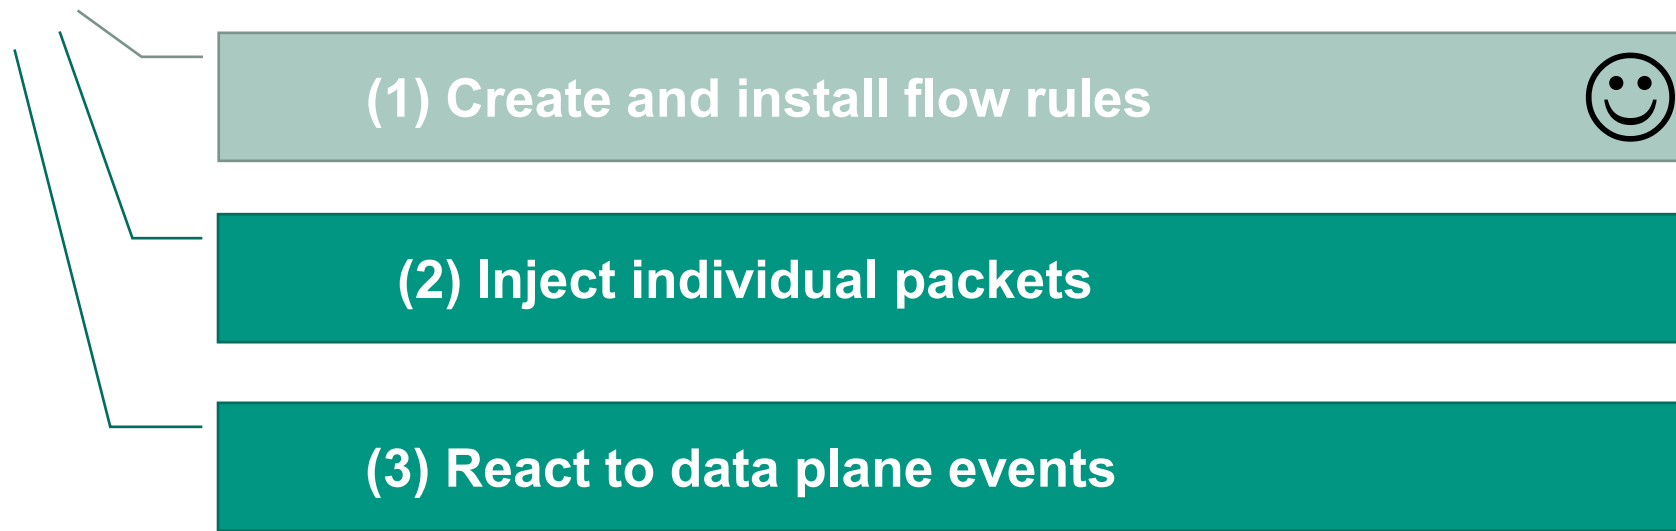 (1) Create and install flow rules
(2) Inject individual packets
(3) React to data plane events